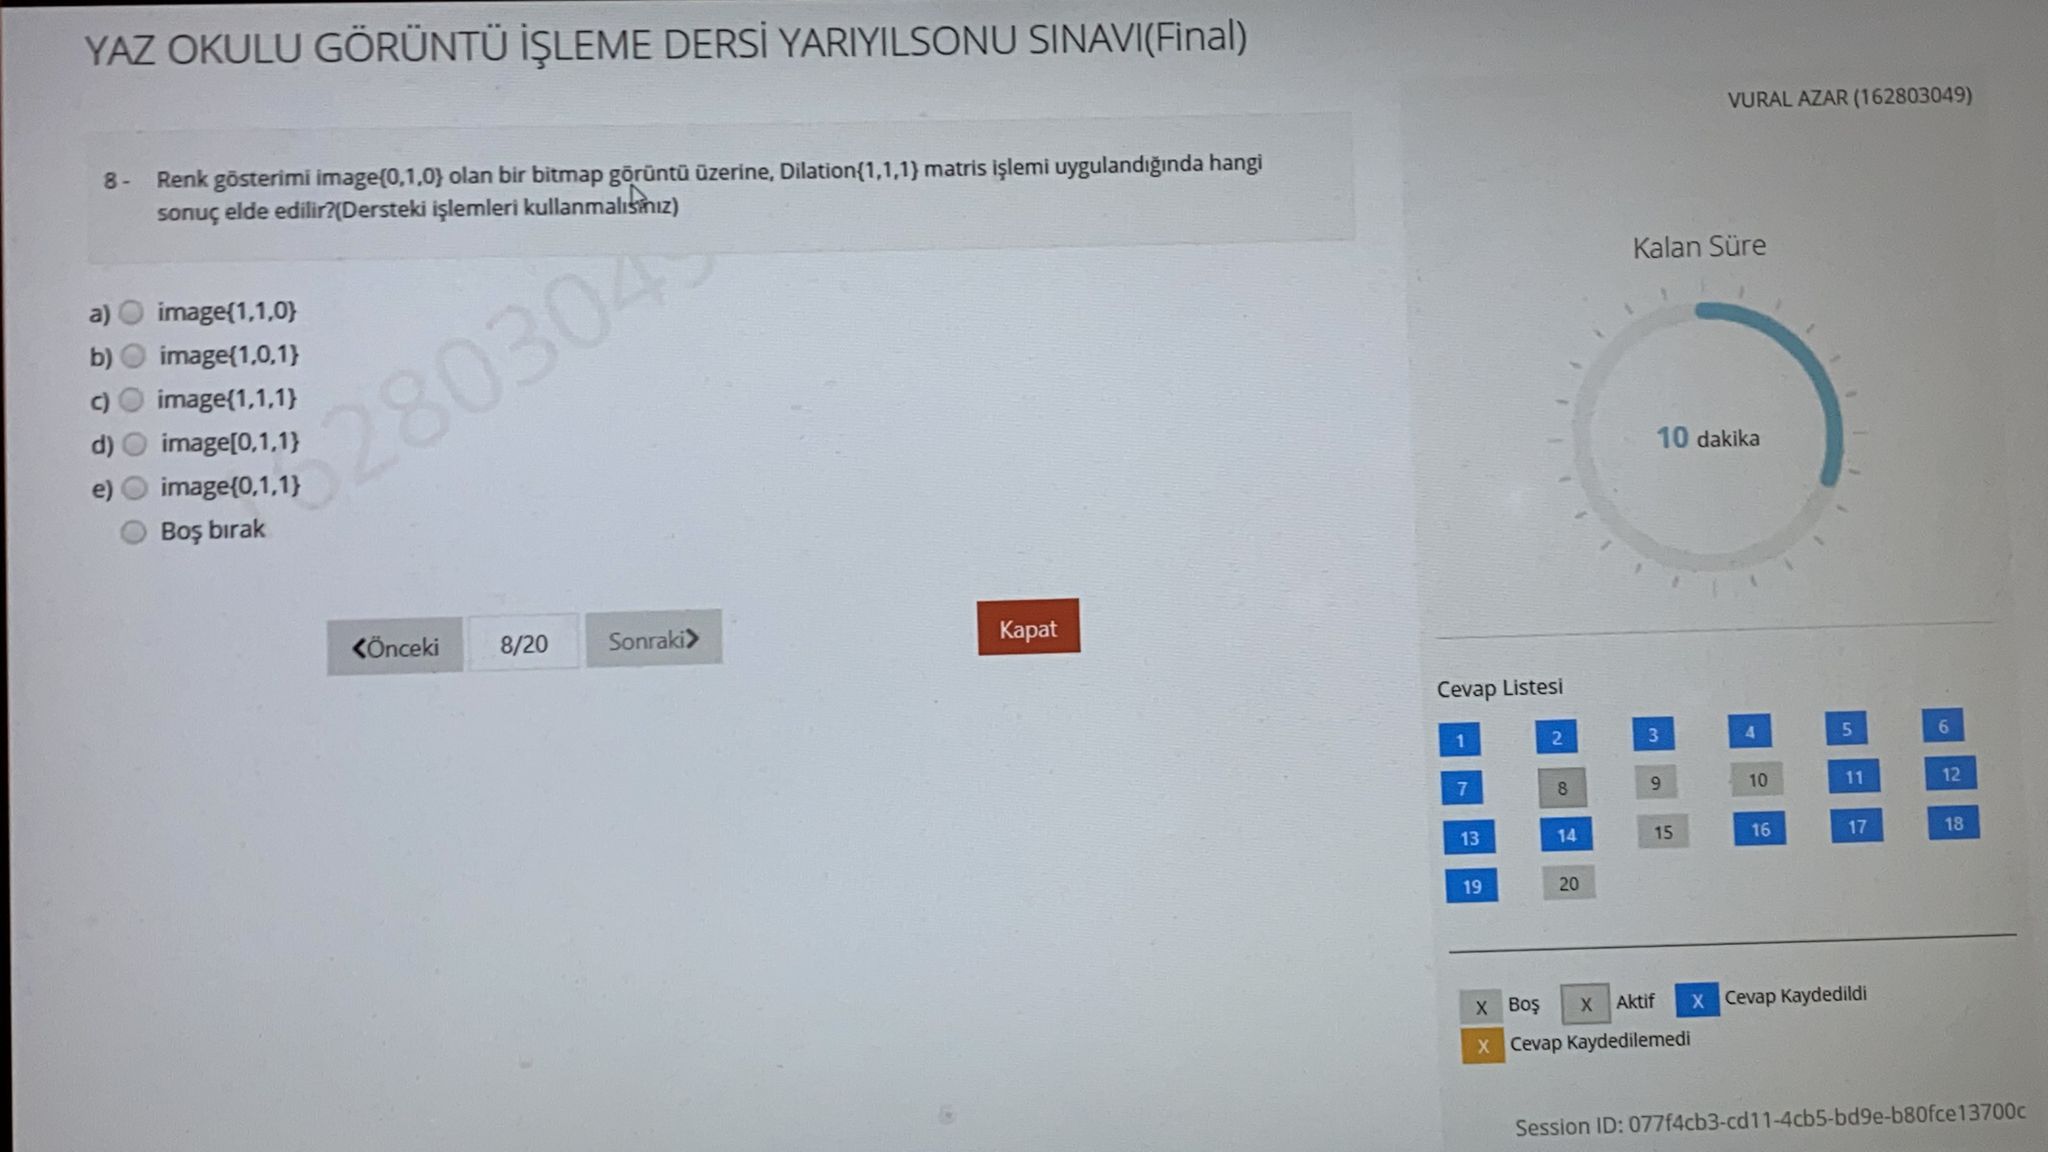 YAZ OKULU GÖRÜNTÜ İŞLEME DERSİ YARIYILSONU SINAVI(Final)
VURAL AZAR (162803049)
8 - Renk gösterimi image{0,1,0} olan bir bitmap görüntü üzerine, Dilation{1,1,1} matris işlemi uygulandığında hangi
sonuç elde edilir?(Dersteki işlemleri kullanmalısınız)
162803049
a) image{1,1,0}
b) image{1,0,1}
c) image{1,1,1}
d) image[0,1,1}
e) image{0,1,1}
Boş bırak
Önceki 8/20 Sonraki
Kapat
Kalan Süre
10 dakika
Cevap Listesi
1 2 3 4 5 6
7 8 9 10 11 12
13 14 15 16 17 18
19 20
X Boş X Aktif X Cevap Kaydedildi
X Cevap Kaydedilemedi
Session ID: 077f4cb3-cd11-4cb5-bd9e-b80fce13700c